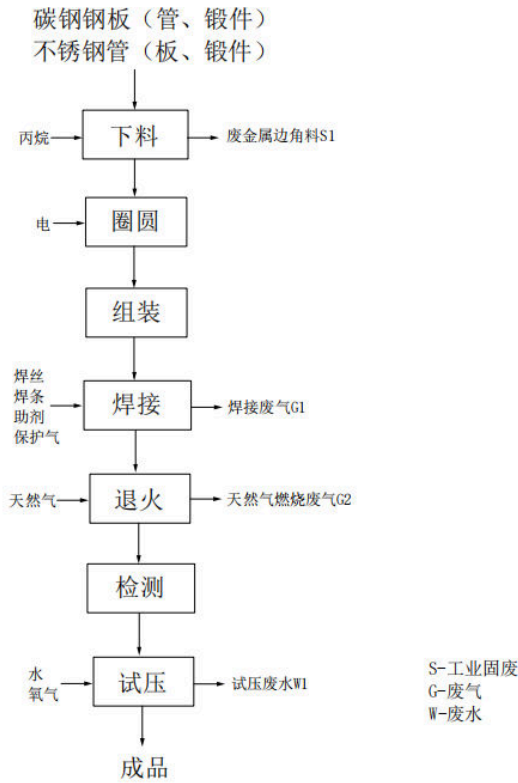 碳钢钢板（管、锻件）
不锈钢管（板、锻件）
丙烷
下料
废金属边角料S1
电
圈圆
组装
焊丝
焊条
助剂
保护气
焊接
焊接废气G1
天然气
退火
天然气燃烧废气G2
检测
水
氧气
试压
试压废水W1
S-工业固废
G-废气
W-废水
成品